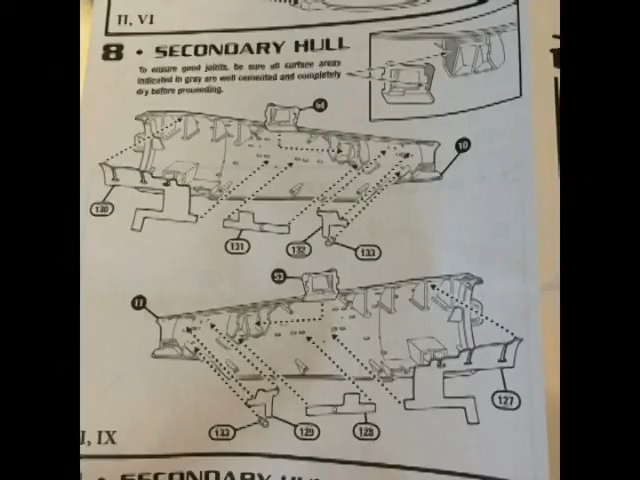 II, VI
8 • SECONDARY HULL
To ensure good joints, be sure all surface areas
indicated in gray are well cemented and completely
dry before proceeding.
54
10
130
131
132
133
53
11
127
133
129
128
I, IX
SECONDARY HU